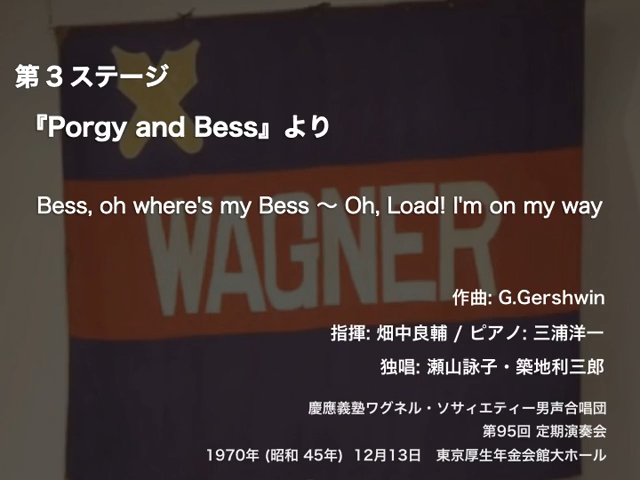 第3ステージ
『Porgy and Bess』より
Bess, oh where's my Bess ～ Oh, Load! I'm on my way
WAGNER
作曲: G.Gershwin
指揮: 畑中良輔 / ピアノ: 三浦洋一
独唱: 瀬山詠子・築地利三郎
慶應義塾ワグネル・ソサィエティー男声合唱団
第95回 定期演奏会
1970年 (昭和 45年) 12月13日 東京厚生年金会館大ホール